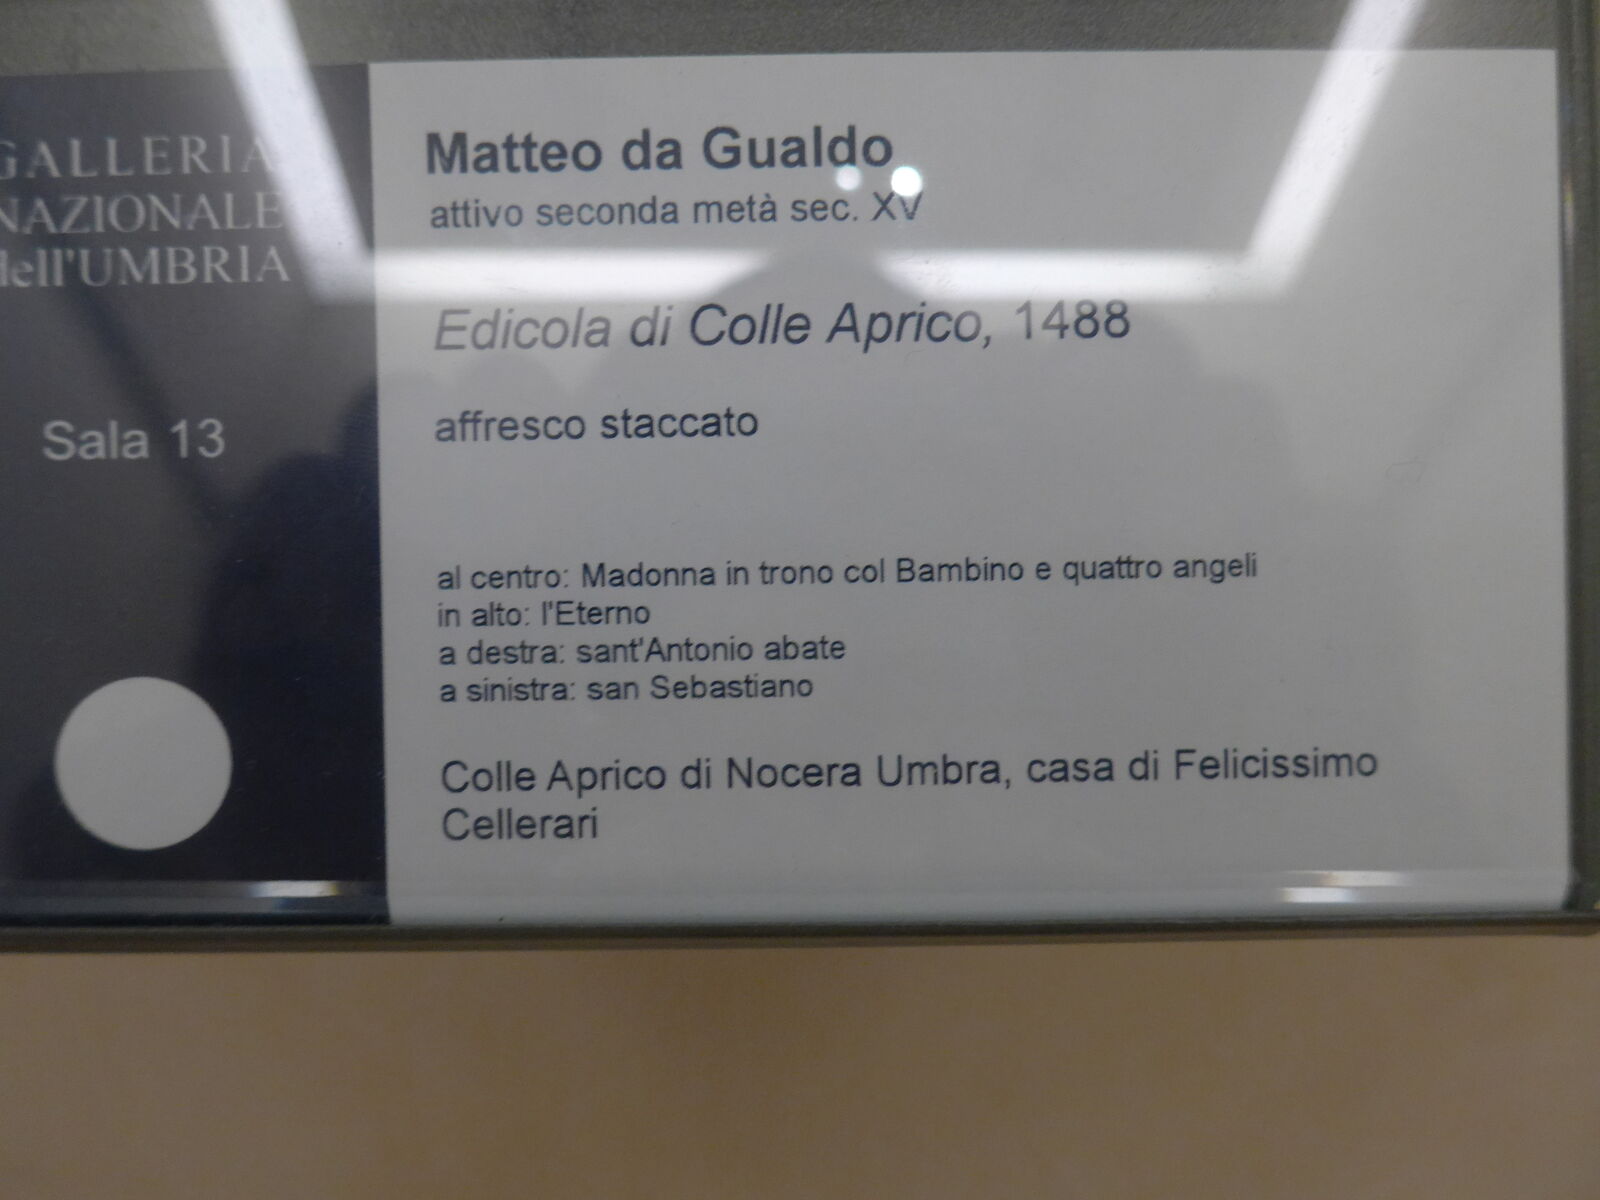 GALLERIA
NAZIONALE
dell'UMBRIA
Sala 13
Matteo da Gualdo
attivo seconda metà sec. XV
Edicola di Colle Aprico, 1488
affresco staccato
al centro: Madonna in trono col Bambino e quattro angeli
in alto: l'Eterno
a destra: sant'Antonio abate
a sinistra: san Sebastiano
Colle Aprico di Nocera Umbra, casa di Felicissimo
Cellerari